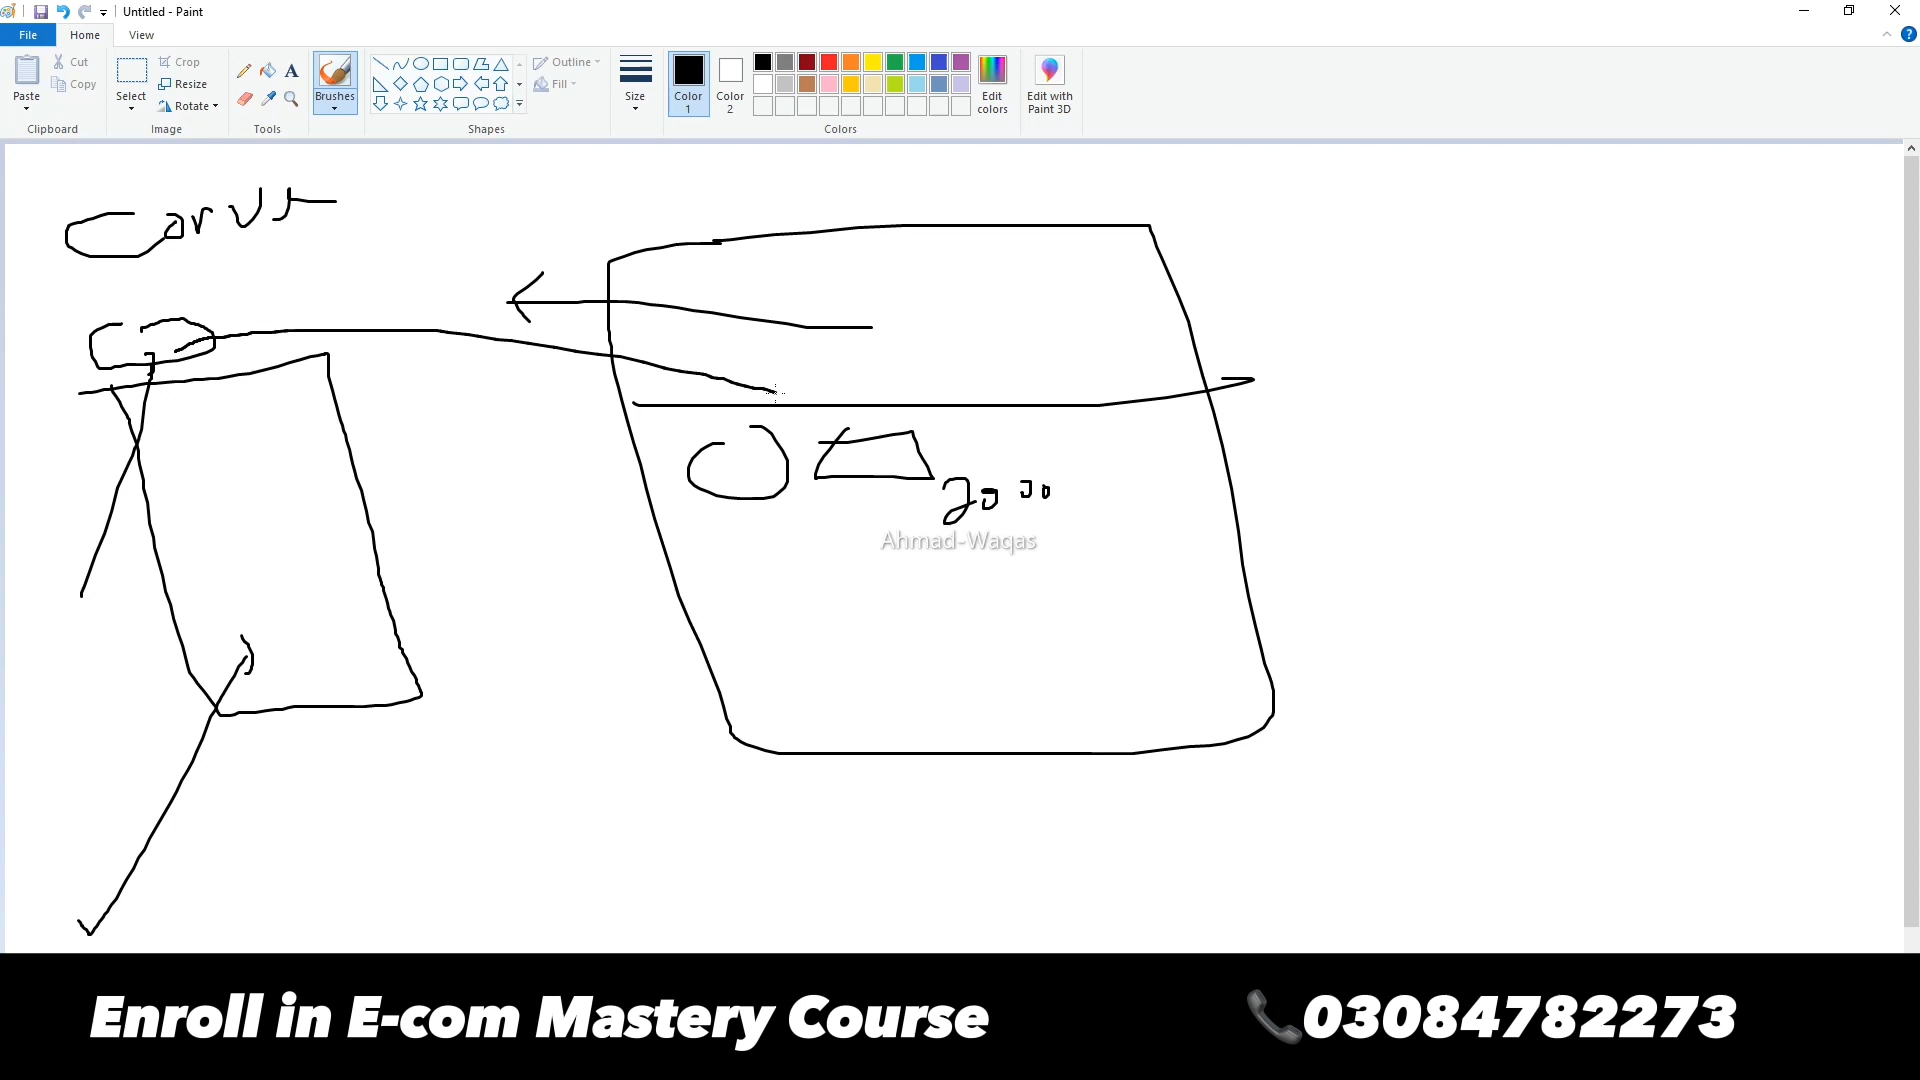 Untitled - Paint
File Home View
Paste
Cut
Copy
Clipboard
Select
Crop
Resize
Rotate
Image
A
Tools
Brushes
Shapes
Outline
Fill
Size
Color 1
Color 2
Edit colors
Colors
Edit with Paint 3D
Ahmad-Waqas
Enroll in E-com Mastery Course
03084782273